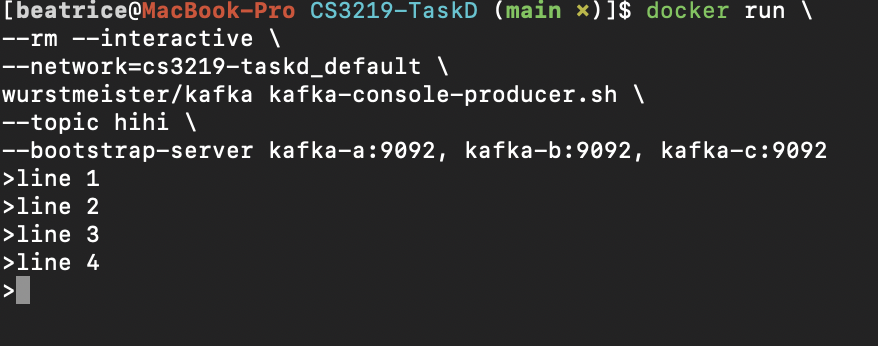 [beatrice@MacBook-Pro CS3219-TaskD (main ×)]$ docker run \
--rm --interactive \
--network=cs3219-taskd_default \
wurstmeister/kafka kafka-console-producer.sh \
--topic hihi \
--bootstrap-server kafka-a:9092, kafka-b:9092, kafka-c:9092
>line 1
>line 2
>line 3
>line 4
>